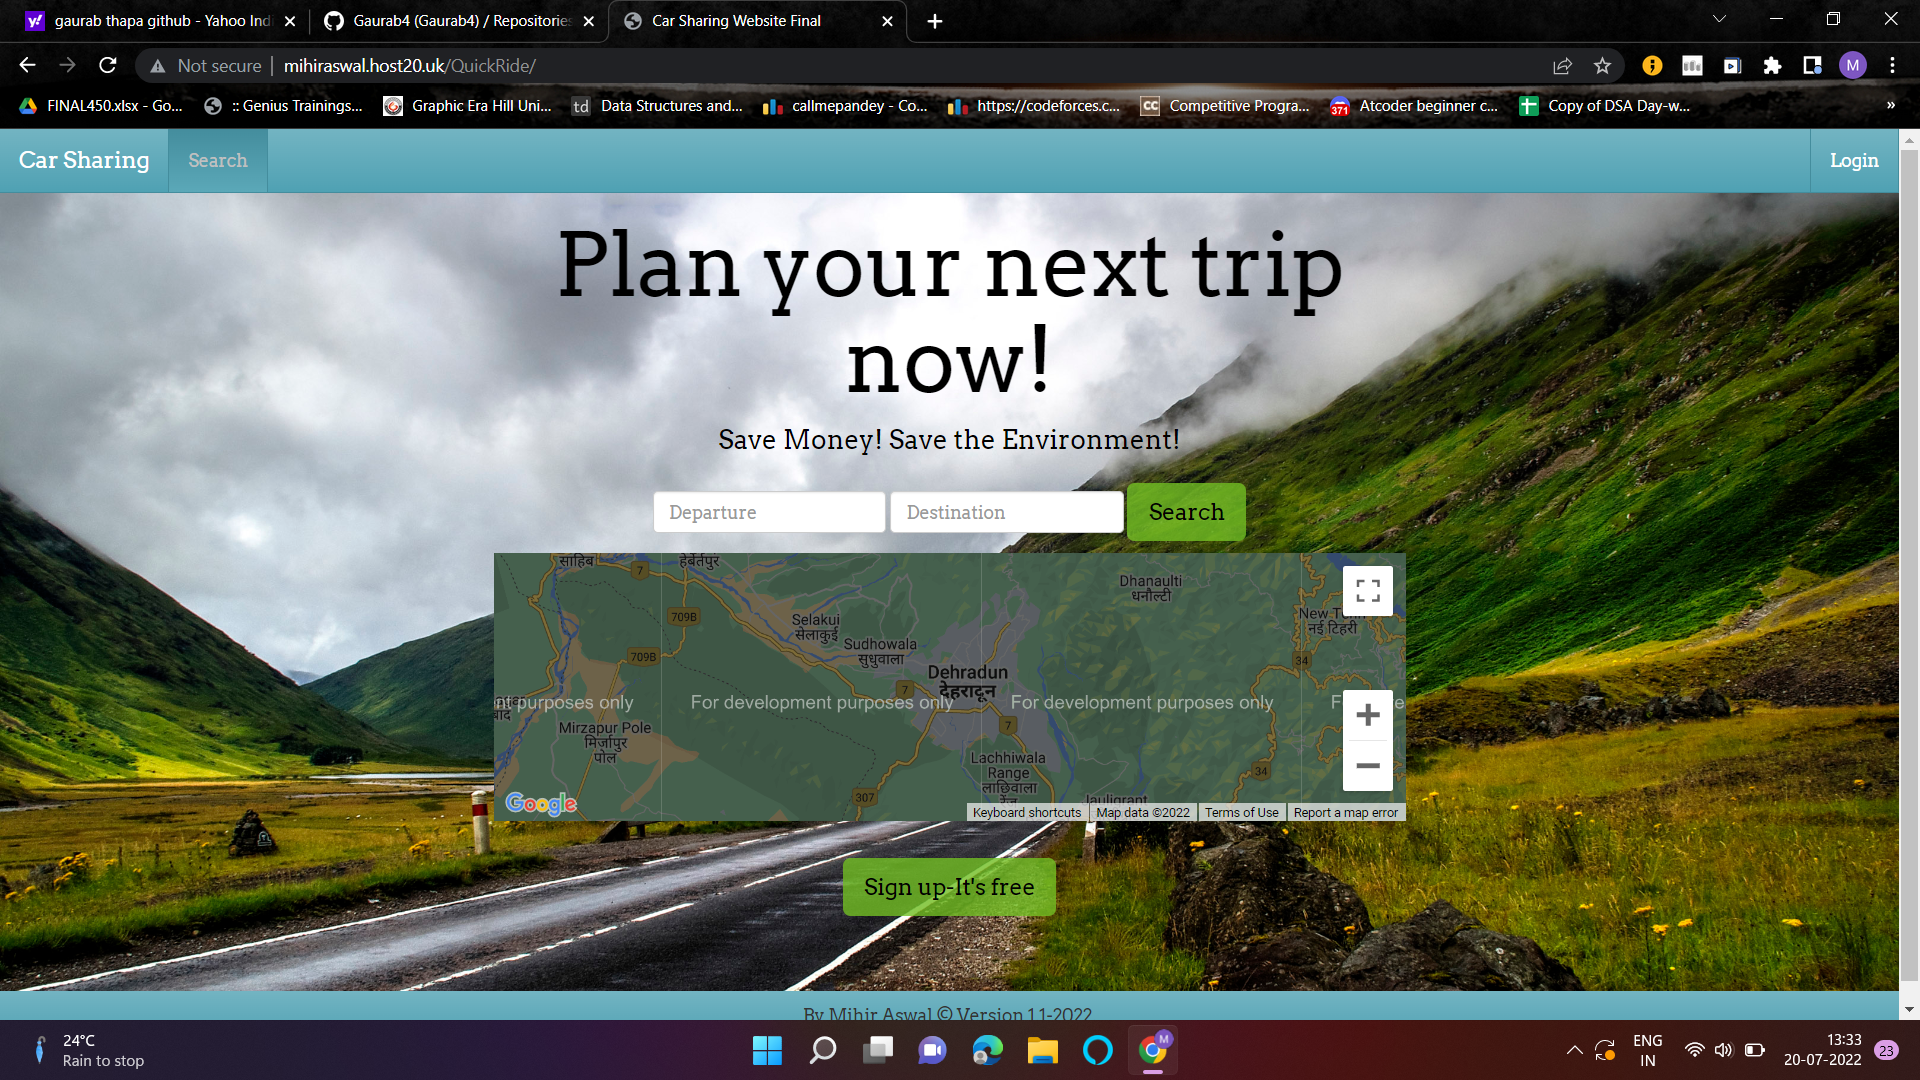 gaurab thapa github - Yahoo Ind
Gaurab4 (Gaurab4) / Repositories
Car Sharing Website Final
Not secure
mihiraswal.host20.uk/QuickRide/
M
FINAL450.xlsx - Go...
:: Genius Trainings...
Graphic Era Hill Uni...
td
Data Structures and...
callmepandey - Co...
https://codeforces.c...
CC
Competitive Progra...
371
Atcoder beginner c...
Copy of DSA Day-w...
»
Car Sharing
Search
Login
Plan your next trip
now!
Save Money! Save the Environment!
Departure
Destination
Search
साहिब
हर्बर्टपुर
7
709B
709B
Selakui
सेलाकुई
Sudhowala
सुधुवाला
Dhanaulti
धनौल्टी
New T
नई टिहरी
34
Dehradun
देहरादून
7
nt purposes only
For development purposes only
For development purposes only
F
Mirzapur Pole
मिर्जापुर
पोल
7
Lachhiwala
Range
लाछिवाला
रेंज
34
307
Jauligrant
Google
Keyboard shortcuts
Map data ©2022
Terms of Use
Report a map error
Sign up-It's free
By Mihir Aswal © Version 1.1-2022
24°C
Rain to stop
M
ENG
IN
13:33
20-07-2022
23